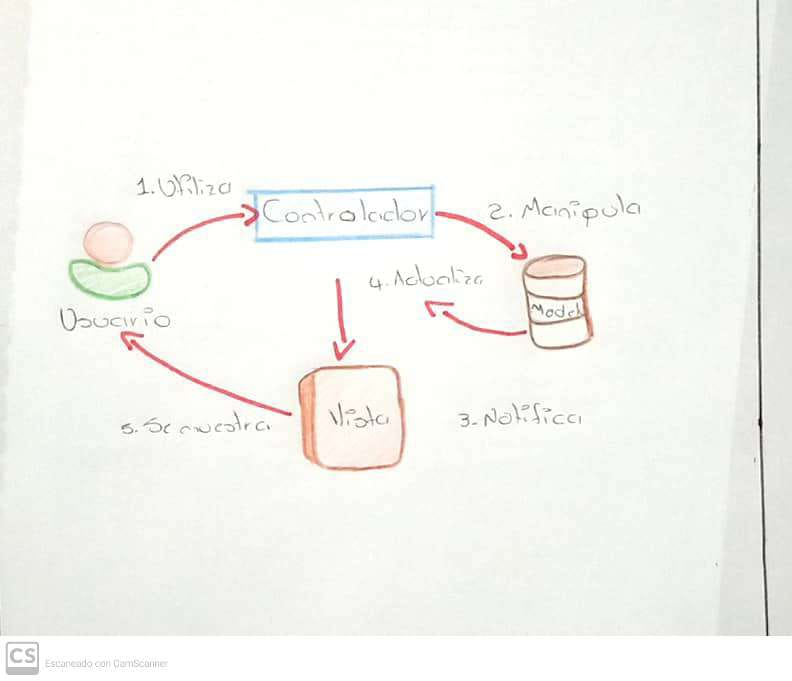 1. Utiliza
Controlador
2. Manipula
Usuario
4. Actualiza
Model
5. Se muestra
Vista
3. Notifica
CS
Escaneado con CamScanner